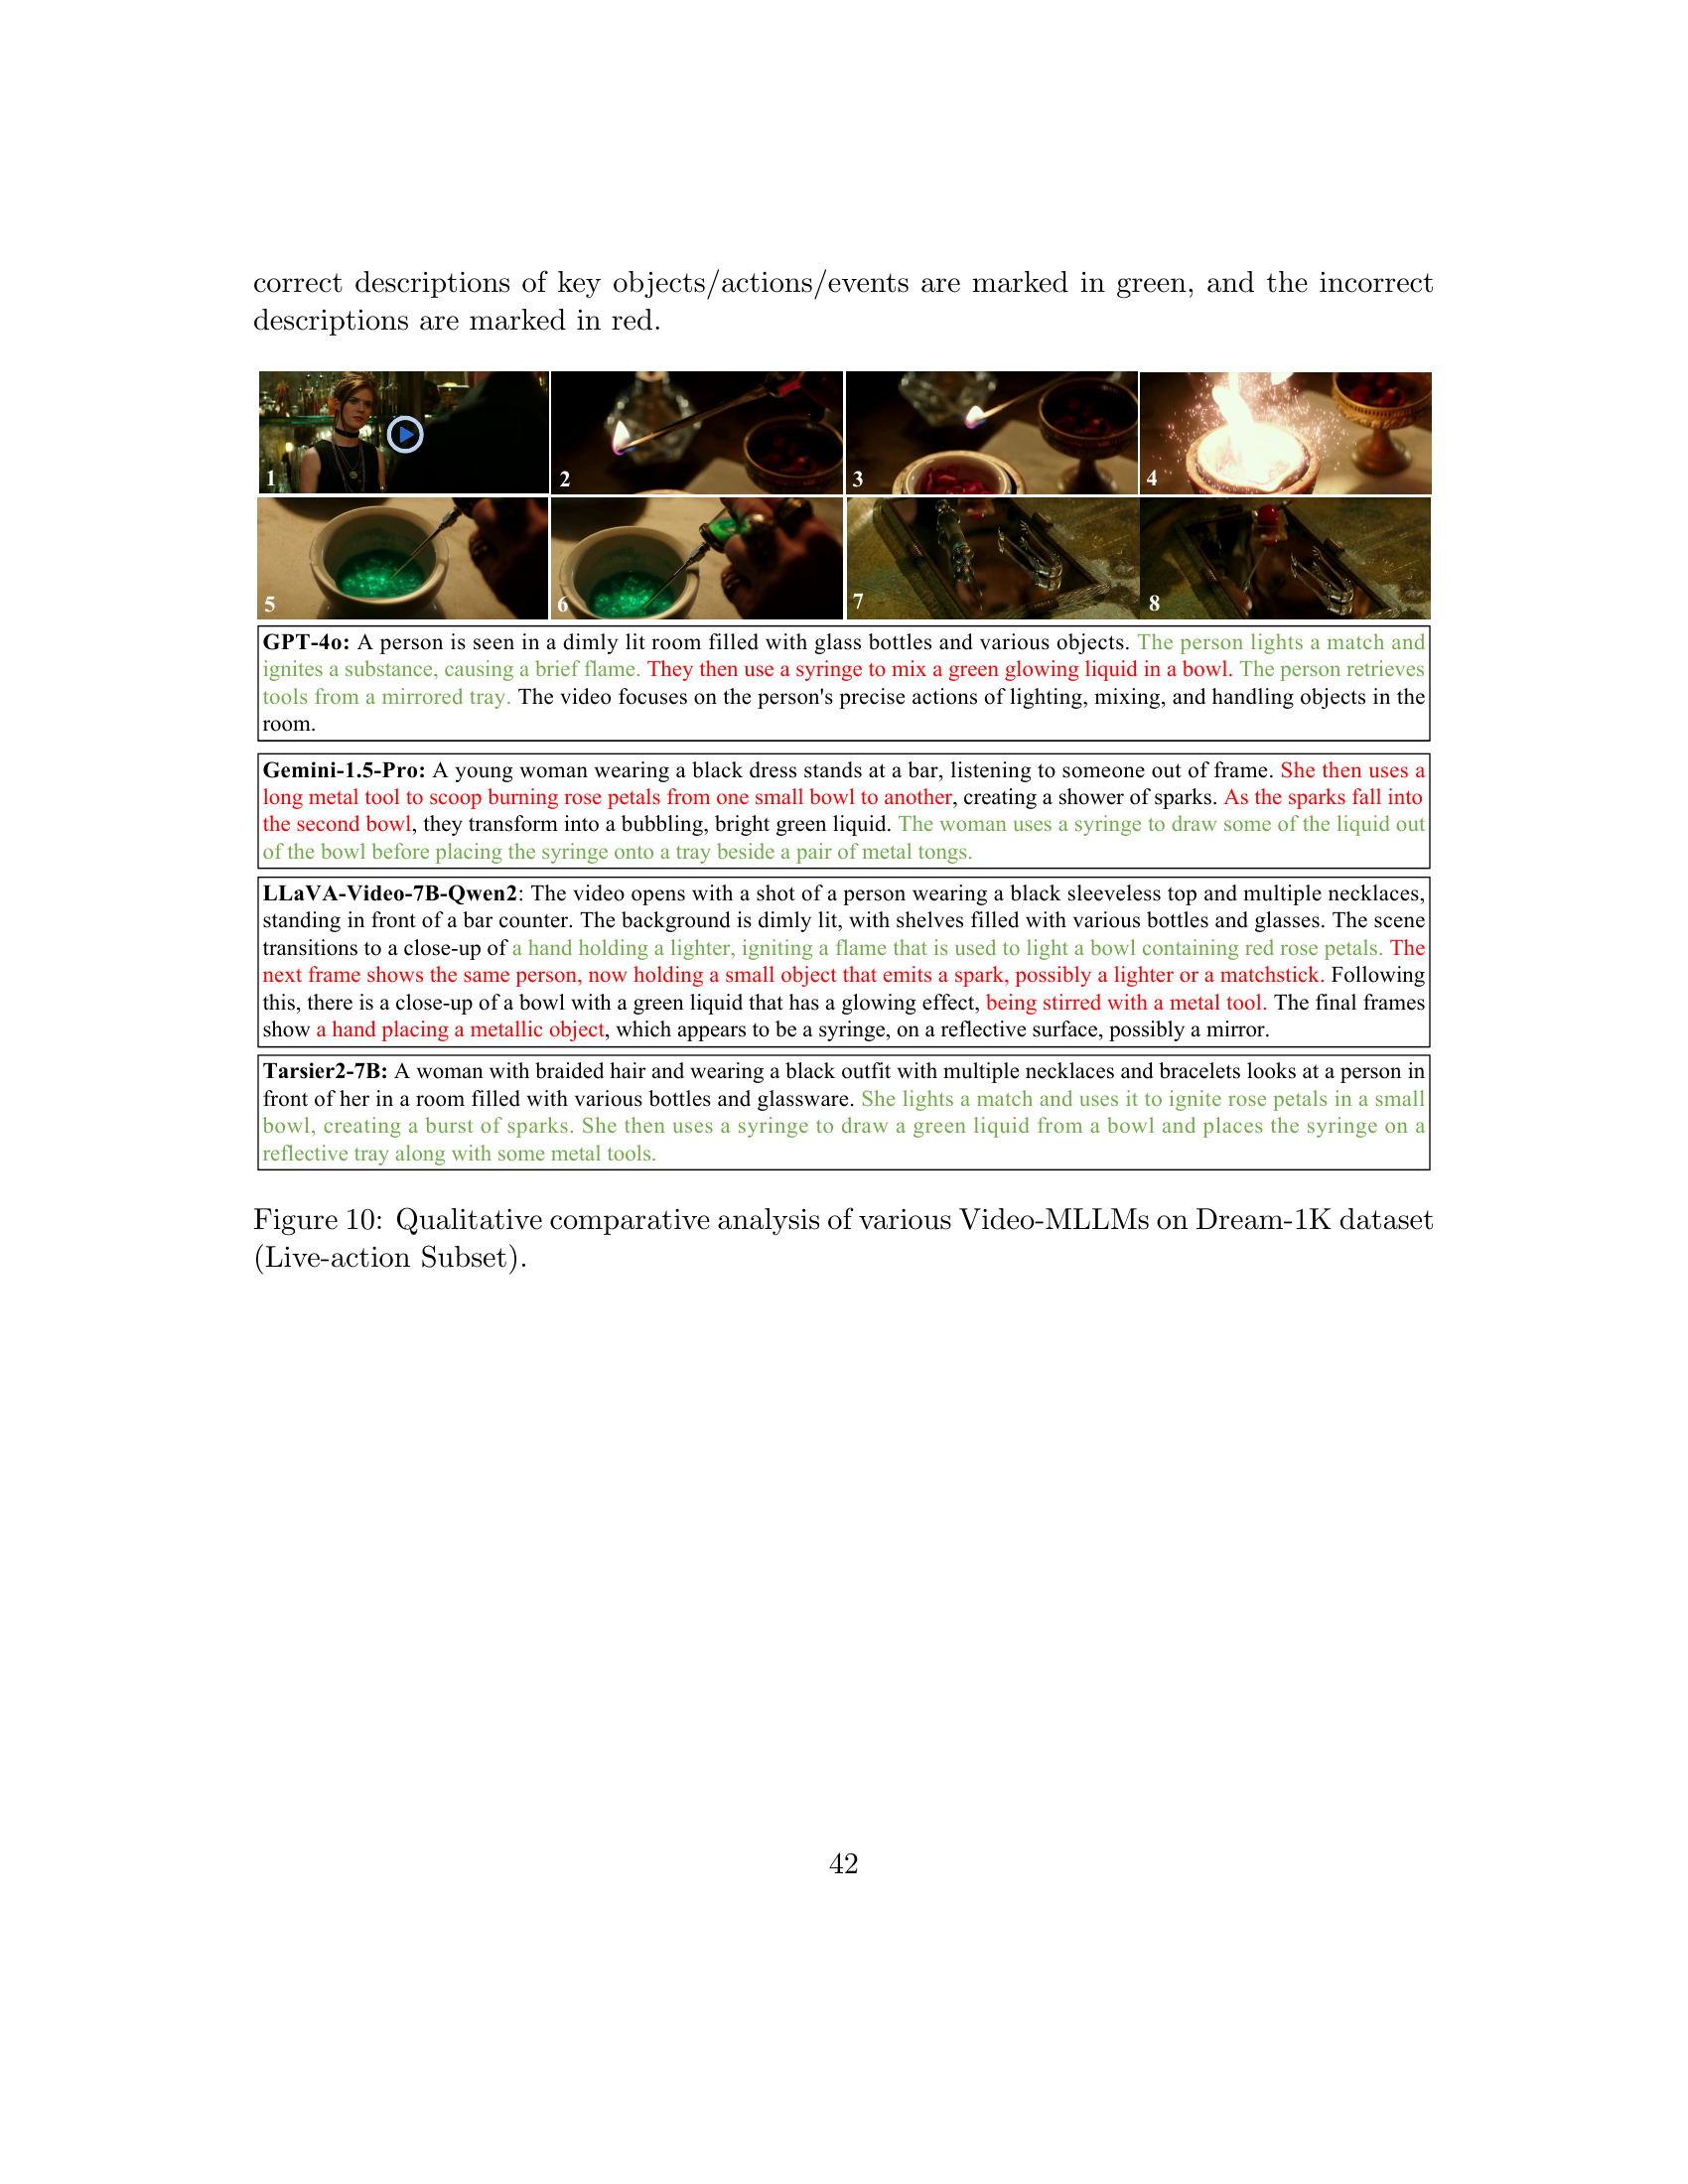 correct descriptions of key objects/actions/events are marked in green, and the incorrect
descriptions are marked in red.
1
2
3
4
5
6
7
8
GPT-4o: A person is seen in a dimly lit room filled with glass bottles and various objects. The person lights a match and
ignites a substance, causing a brief flame. They then use a syringe to mix a green glowing liquid in a bowl. The person retrieves
tools from a mirrored tray. The video focuses on the person's precise actions of lighting, mixing, and handling objects in the
room.
Gemini-1.5-Pro: A young woman wearing a black dress stands at a bar, listening to someone out of frame. She then uses a
long metal tool to scoop burning rose petals from one small bowl to another, creating a shower of sparks. As the sparks fall into
the second bowl, they transform into a bubbling, bright green liquid. The woman uses a syringe to draw some of the liquid out
of the bowl before placing the syringe onto a tray beside a pair of metal tongs.
LLaVA-Video-7B-Qwen2: The video opens with a shot of a person wearing a black sleeveless top and multiple necklaces,
standing in front of a bar counter. The background is dimly lit, with shelves filled with various bottles and glasses. The scene
transitions to a close-up of a hand holding a lighter, igniting a flame that is used to light a bowl containing red rose petals. The
next frame shows the same person, now holding a small object that emits a spark, possibly a lighter or a matchstick. Following
this, there is a close-up of a bowl with a green liquid that has a glowing effect, being stirred with a metal tool. The final frames
show a hand placing a metallic object, which appears to be a syringe, on a reflective surface, possibly a mirror.
Tarsier2-7B: A woman with braided hair and wearing a black outfit with multiple necklaces and bracelets looks at a person in
front of her in a room filled with various bottles and glassware. She lights a match and uses it to ignite rose petals in a small
bowl, creating a burst of sparks. She then uses a syringe to draw a green liquid from a bowl and places the syringe on a
reflective tray along with some metal tools.
Figure 10: Qualitative comparative analysis of various Video-MLLMs on Dream-1K dataset
(Live-action Subset).
42